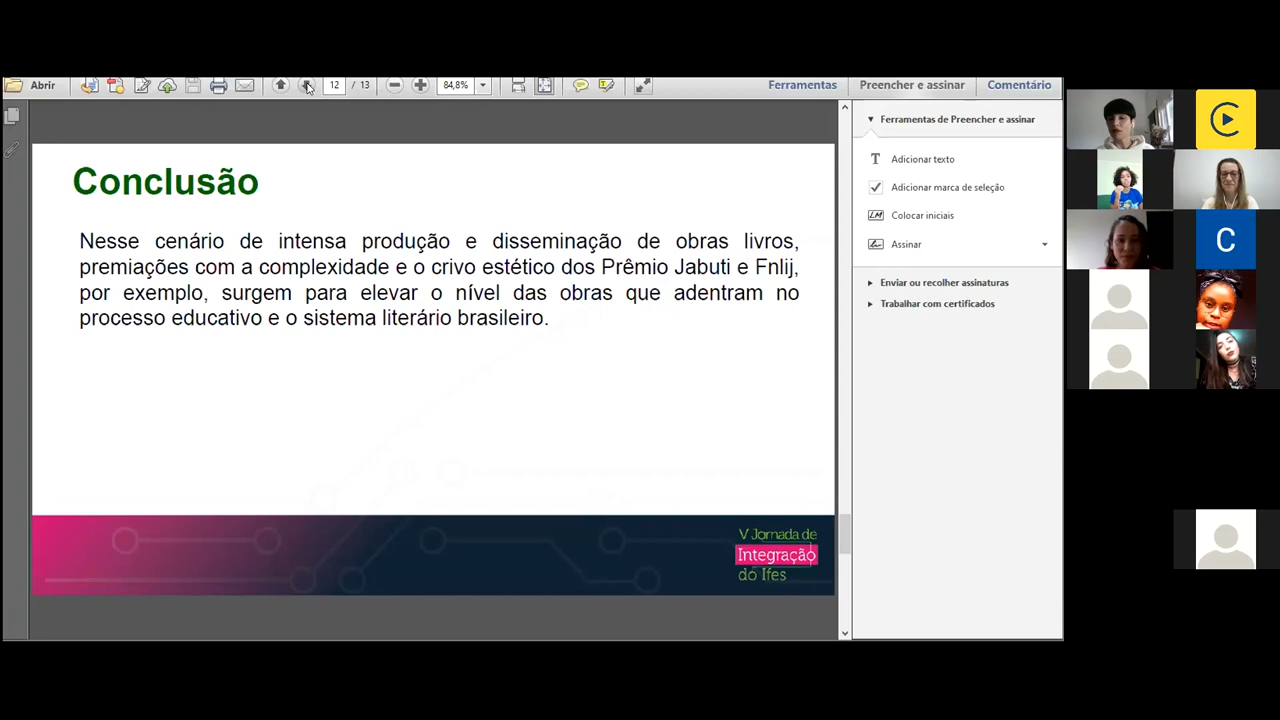 Abrir
12 / 13
84,8%
Ferramentas
Preencher e assinar
Comentário
Conclusão
Nesse cenário de intensa produção e disseminação de obras livros,
premiações com a complexidade e o crivo estético dos Prêmio Jabuti e Fnlij,
por exemplo, surgem para elevar o nível das obras que adentram no
processo educativo e o sistema literário brasileiro.
V Jornada de
Integração
do Ifes
Ferramentas de Preencher e assinar
T Adicionar texto
Adicionar marca de seleção
LM Colocar iniciais
Assinar
Enviar ou recolher assinaturas
Trabalhar com certificados
C